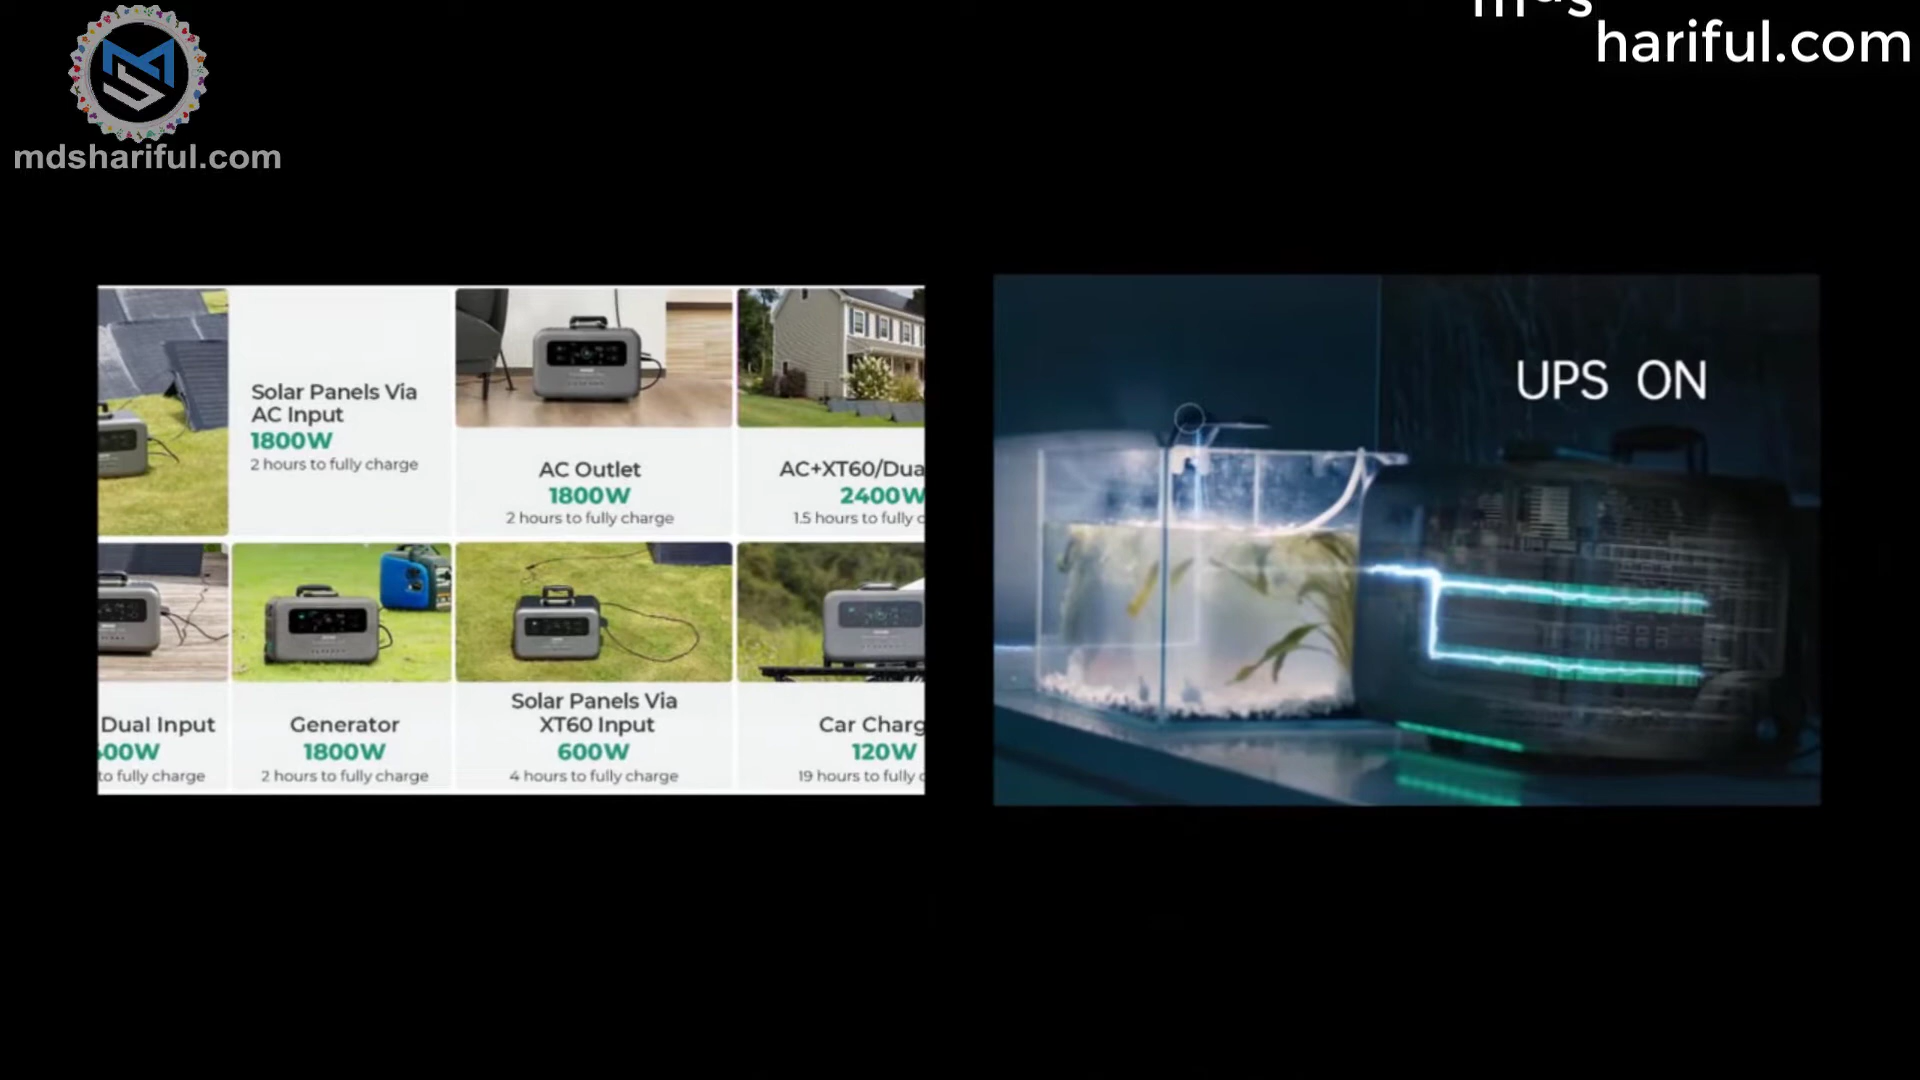 mdshariful.com
hariful.com
Solar Panels Via
AC Input
1800W
2 hours to fully charge
AC Outlet
1800W
2 hours to fully charge
AC+XT60/Dua
2400W
1.5 hours to fully c
Dual Input
00W
to fully charge
Generator
1800W
2 hours to fully charge
Solar Panels Via
XT60 Input
600W
4 hours to fully charge
Car Charg
120W
19 hours to fully c
UPS ON